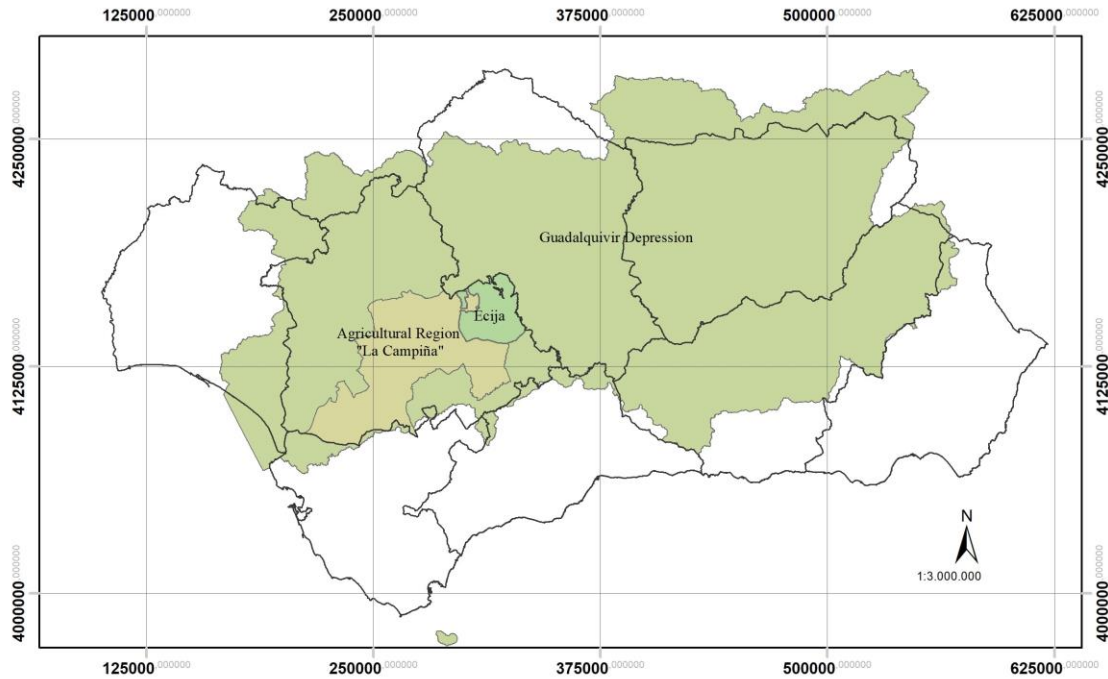 125000,000000 250000,000000 375000,000000 500000,000000 625000,000000
4250000,000000 4250000,000000
Guadalquivir Depression
Ecija
Agricultural Region
"La Campiña"
4125000,000000 4125000,000000
N
1:3.000.000
4000000,000000 4000000,000000
125000,000000 250000,000000 375000,000000 500000,000000 625000,000000